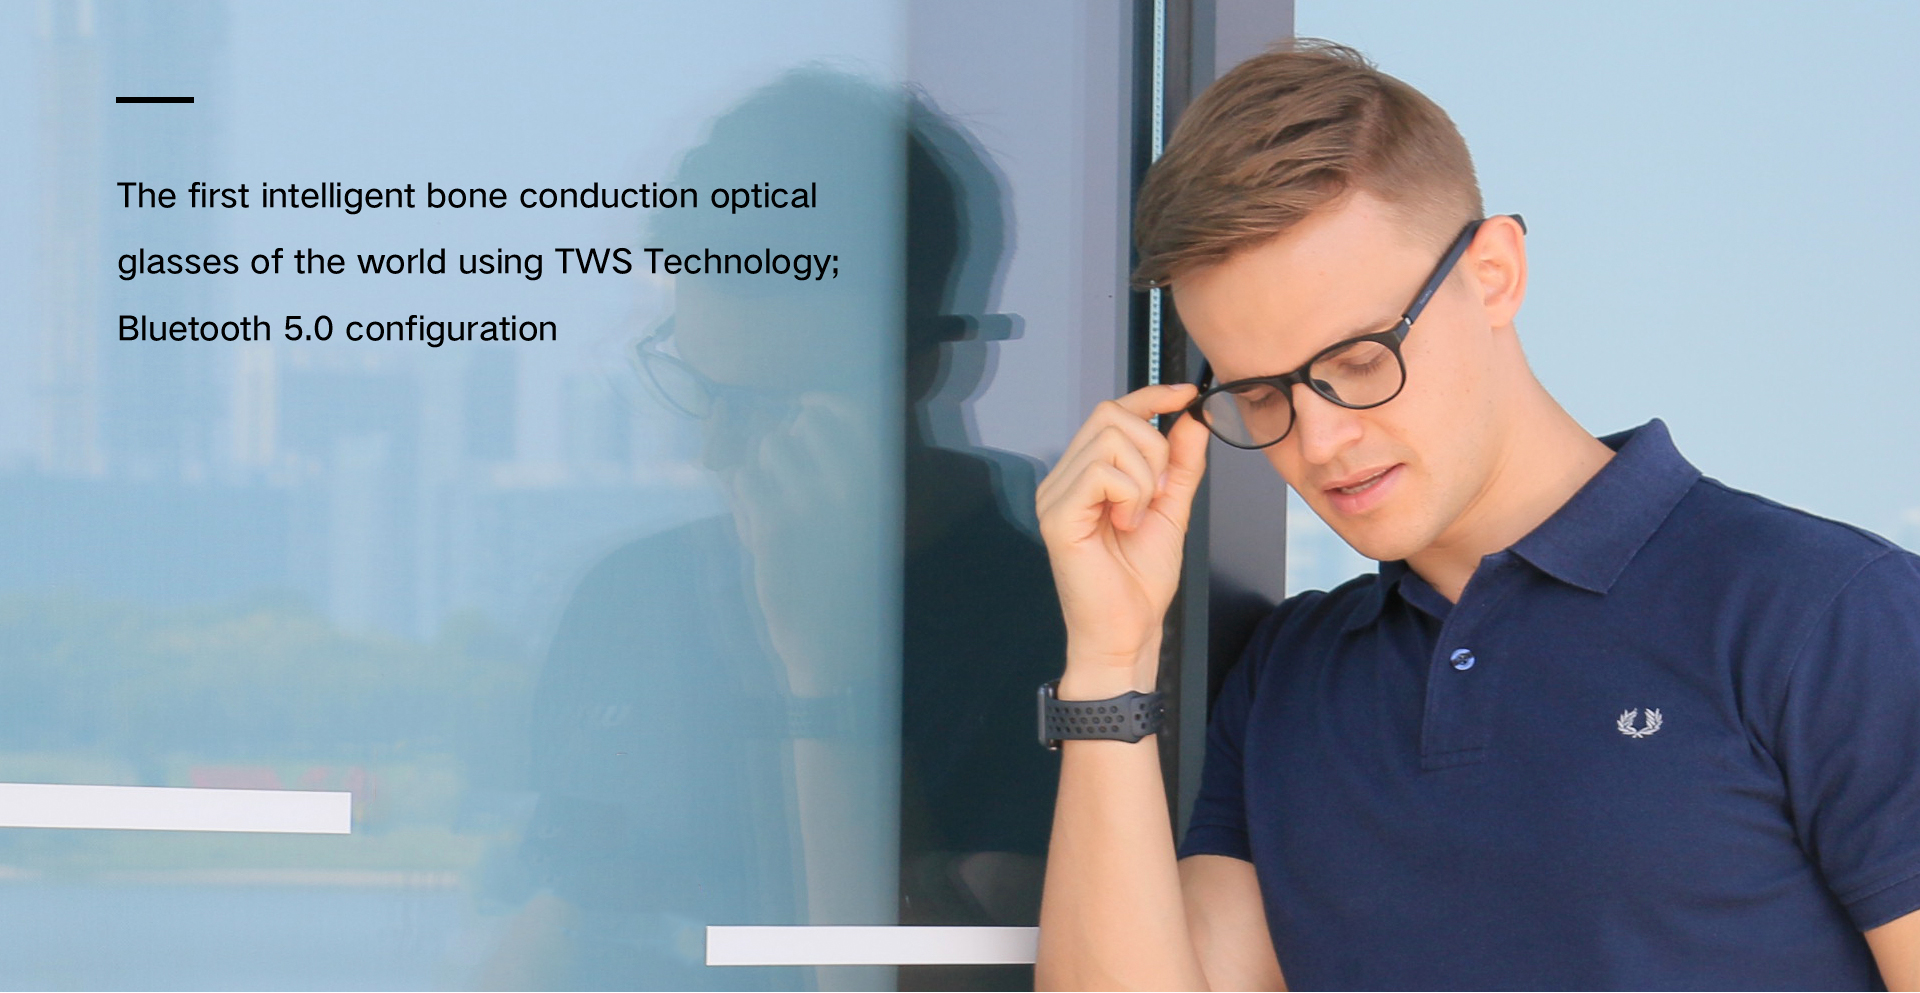 The first intelligent bone conduction optical
glasses of the world using TWS Technology;
Bluetooth 5.0 configuration